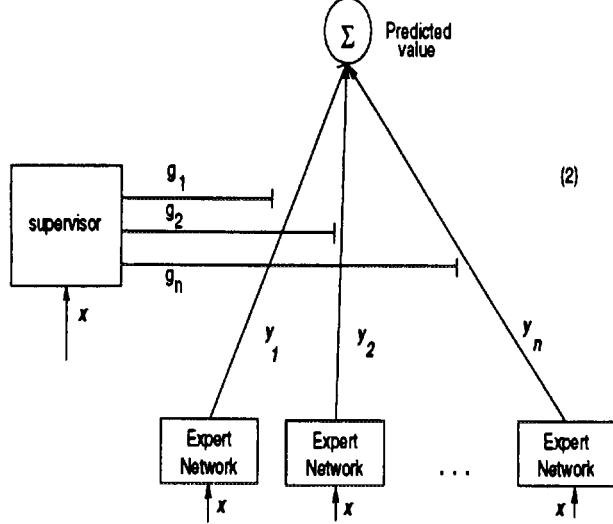 Σ
Predicted
value
(2)
g1
supervisor
g2
gn
x
y1
y2
yn
Expert
Network
Expert
Network
. . .
Expert
Network
x
x
x